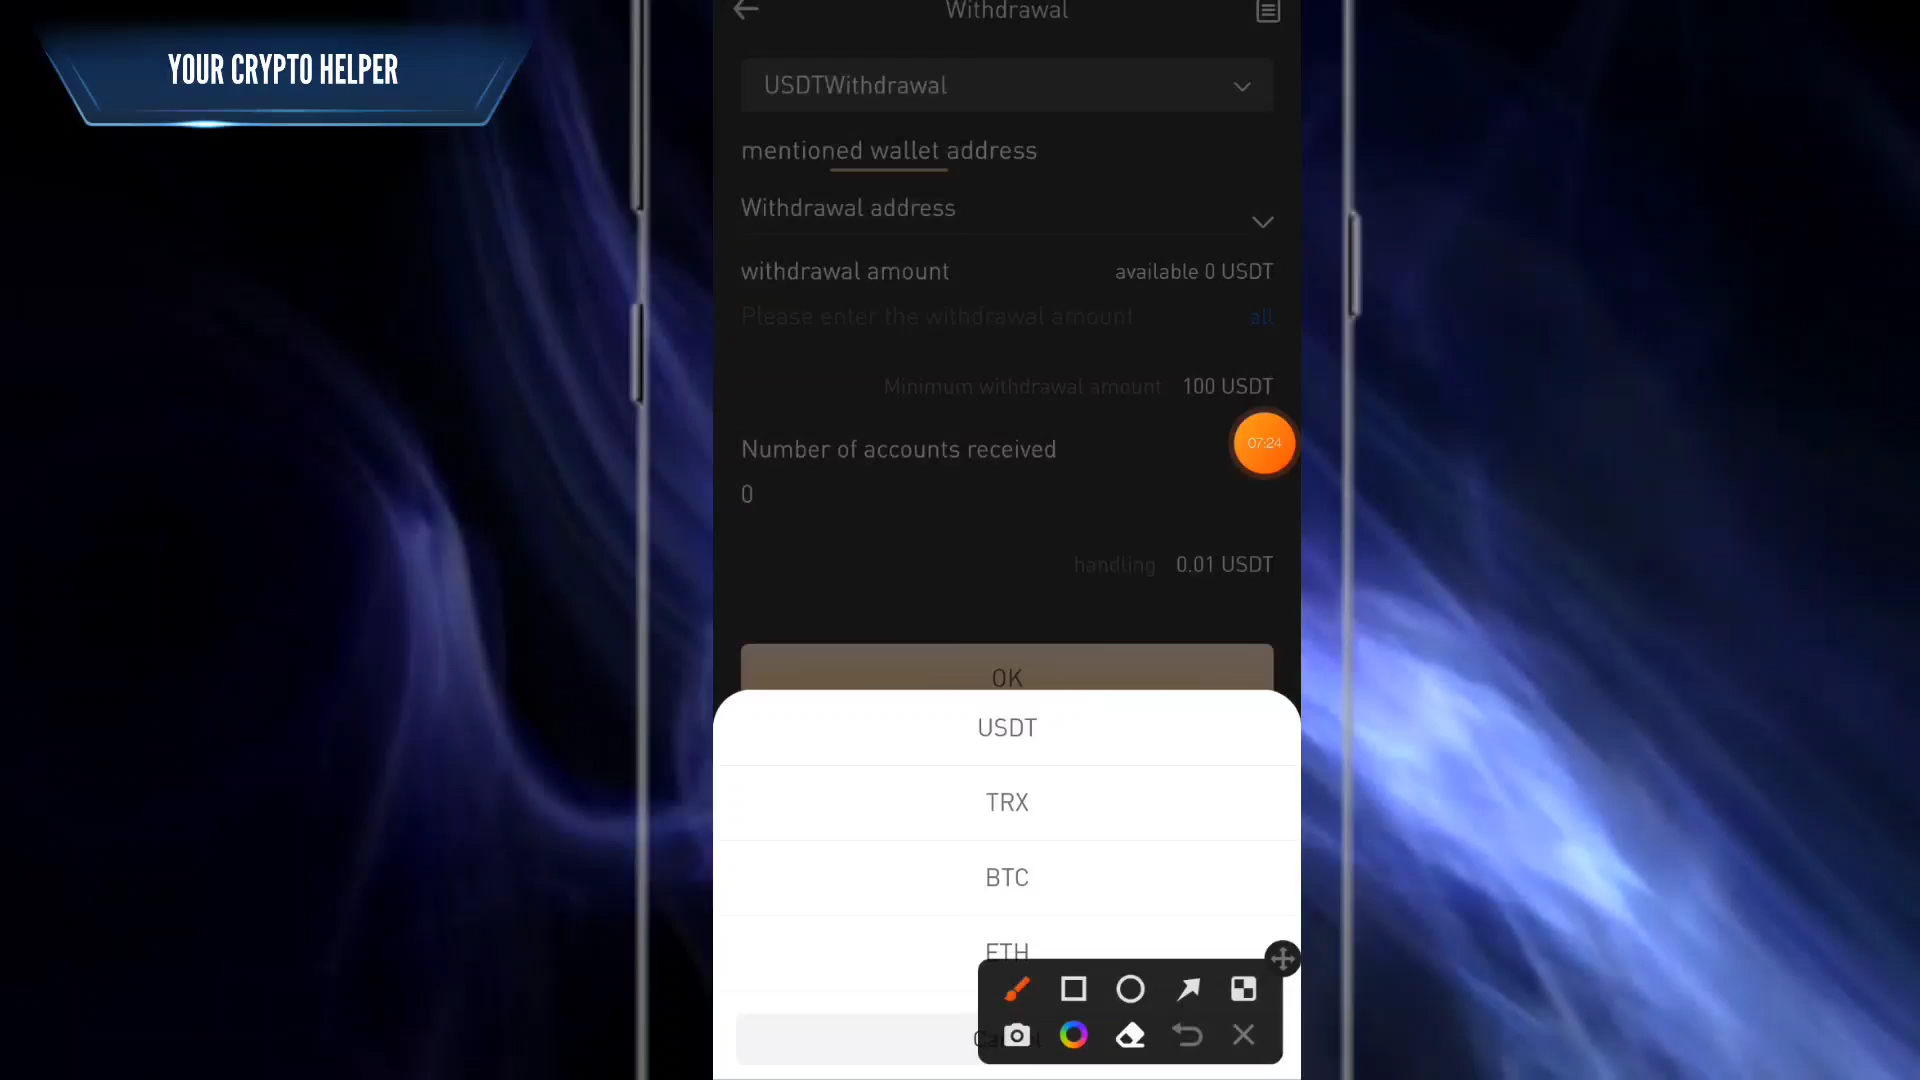 YOUR CRYPTO HELPER
Withdrawal
USDTWithdrawal
mentioned wallet address
Withdrawal address
withdrawal amount available 0 USDT
Please enter the withdrawal amount all
Minimum withdrawal amount 100 USDT
07:24
Number of accounts received
0
handling 0.01 USDT
OK
USDT
TRX
BTC
ETH